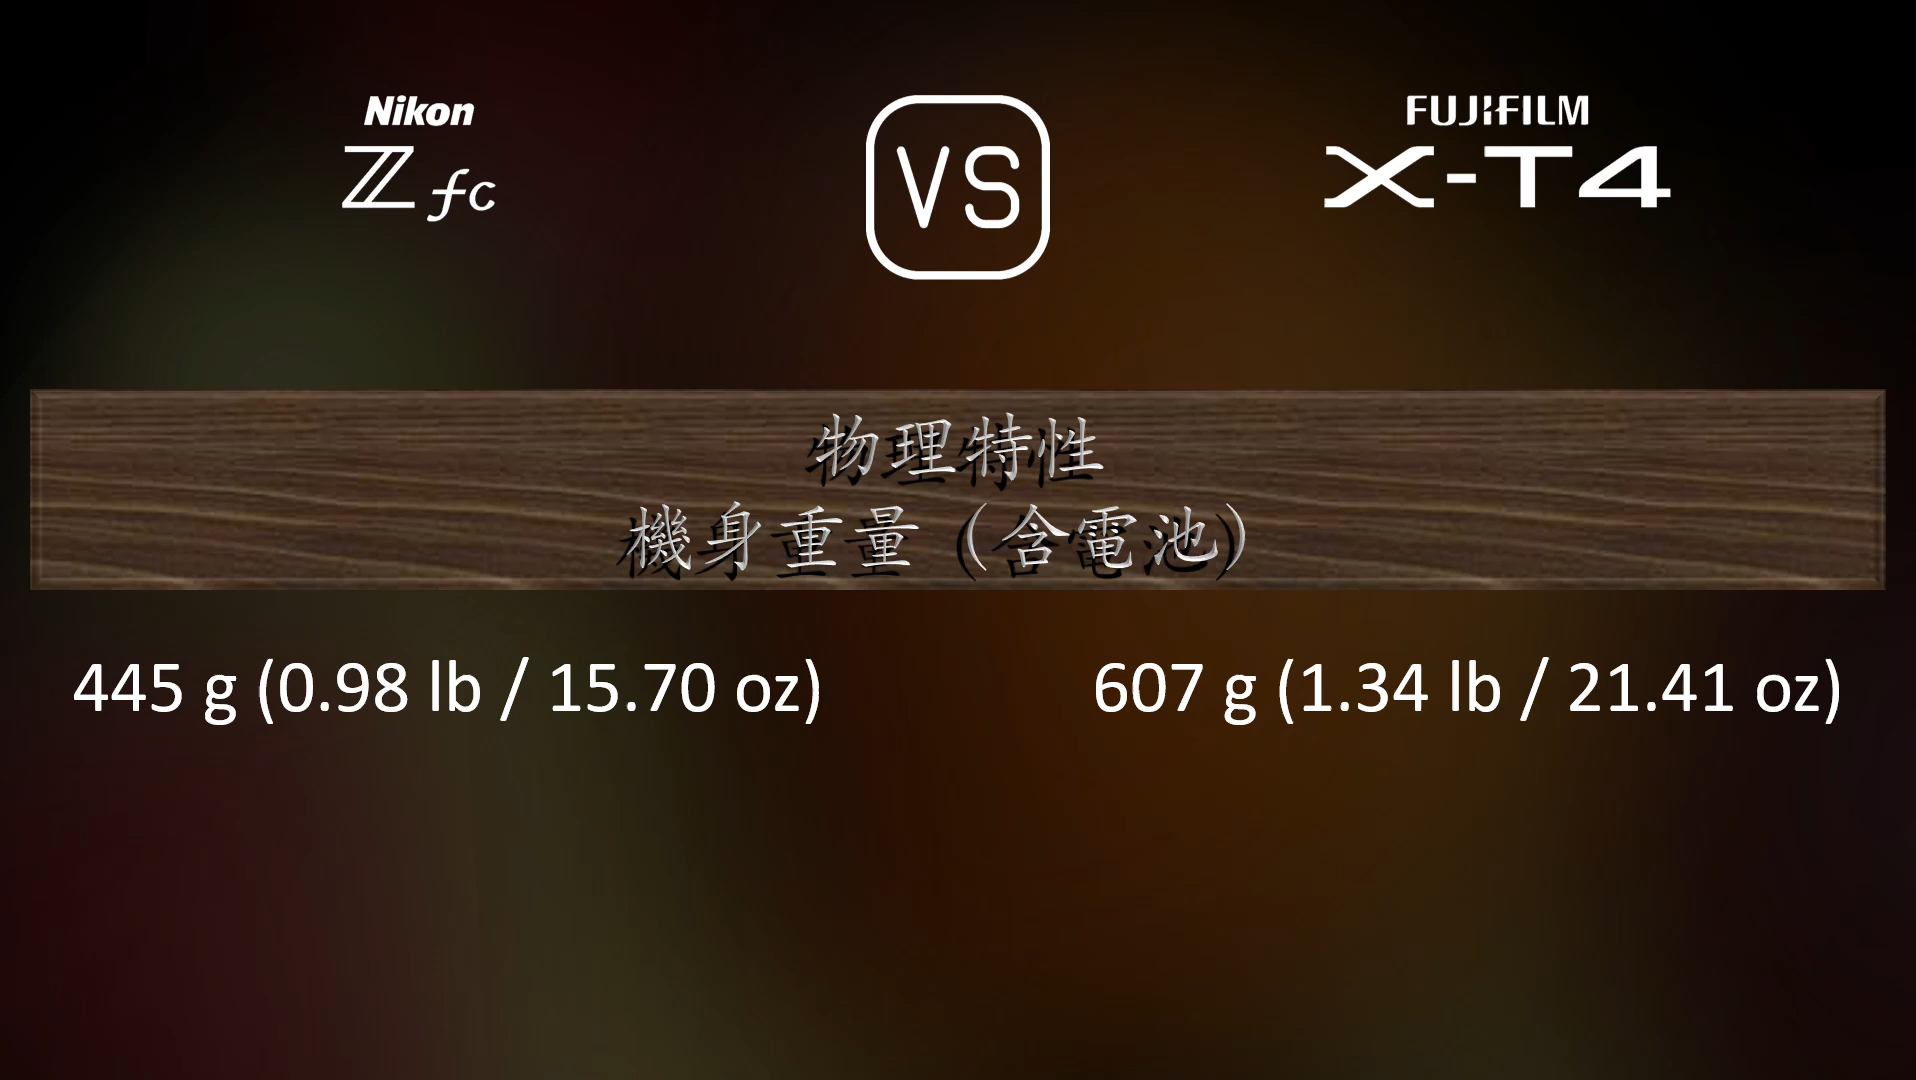 Nikon
Z fc
VS
FUJIFILM
X-T4
物理特性
機身重量（含電池）
445 g (0.98 lb / 15.70 oz)
607 g (1.34 lb / 21.41 oz)